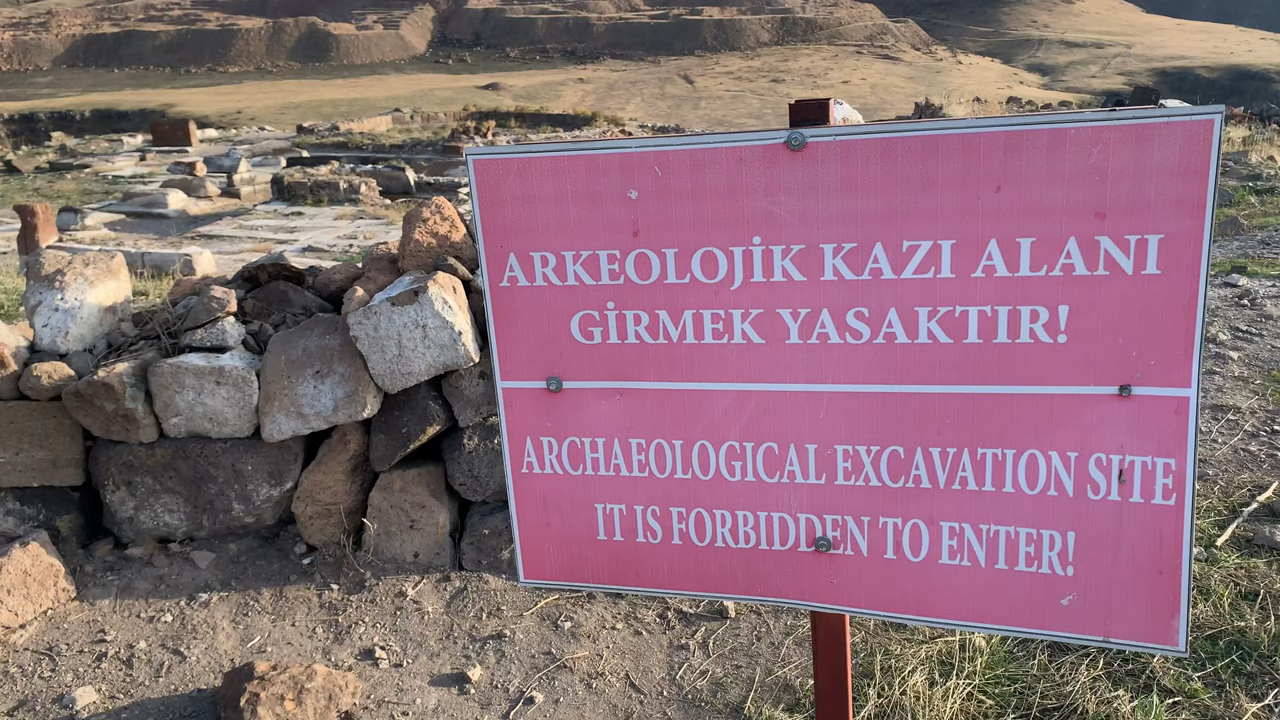 ARKEOLOJİK KAZI ALANI
GİRMEK YASAKTIR!
ARCHAEOLOGICAL EXCAVATION SITE
IT IS FORBIDDEN TO ENTER!